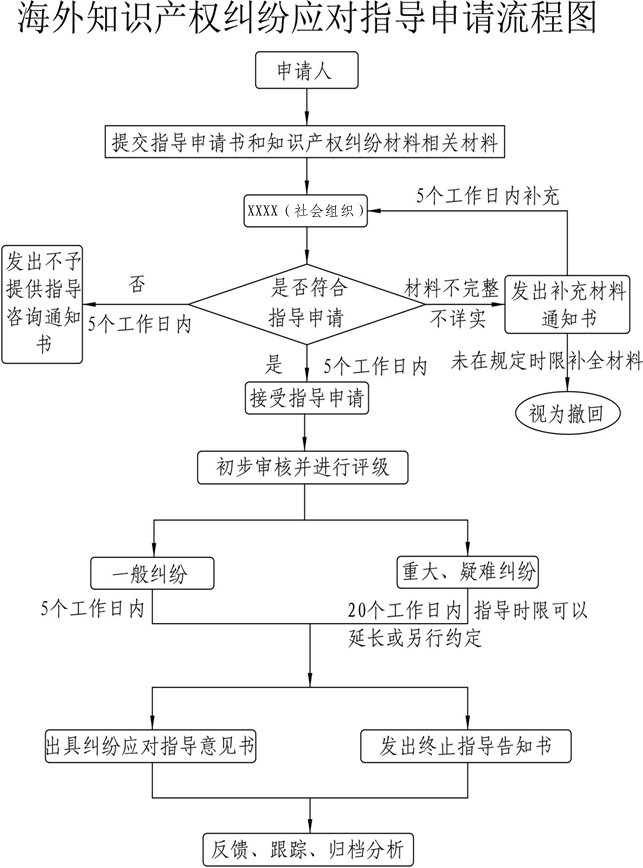 海外知识产权纠纷应对指导申请流程图
申请人
提交指导申请书和知识产权纠纷材料相关材料
XXXX（社会组织）
5个工作日内补充
是否符合
指导申请
否
5个工作日内
发出不予
提供指导
咨询通知
书
材料不完整
不详实
发出补充材料
通知书
未在规定时限补全材料
视为撤回
是
5个工作日内
接受指导申请
初步审核并进行评级
一般纠纷
重大、疑难纠纷
5个工作日内
20个工作日内 指导时限可以
延长或另行约定
出具纠纷应对指导意见书
发出终止指导告知书
反馈、跟踪、归档分析